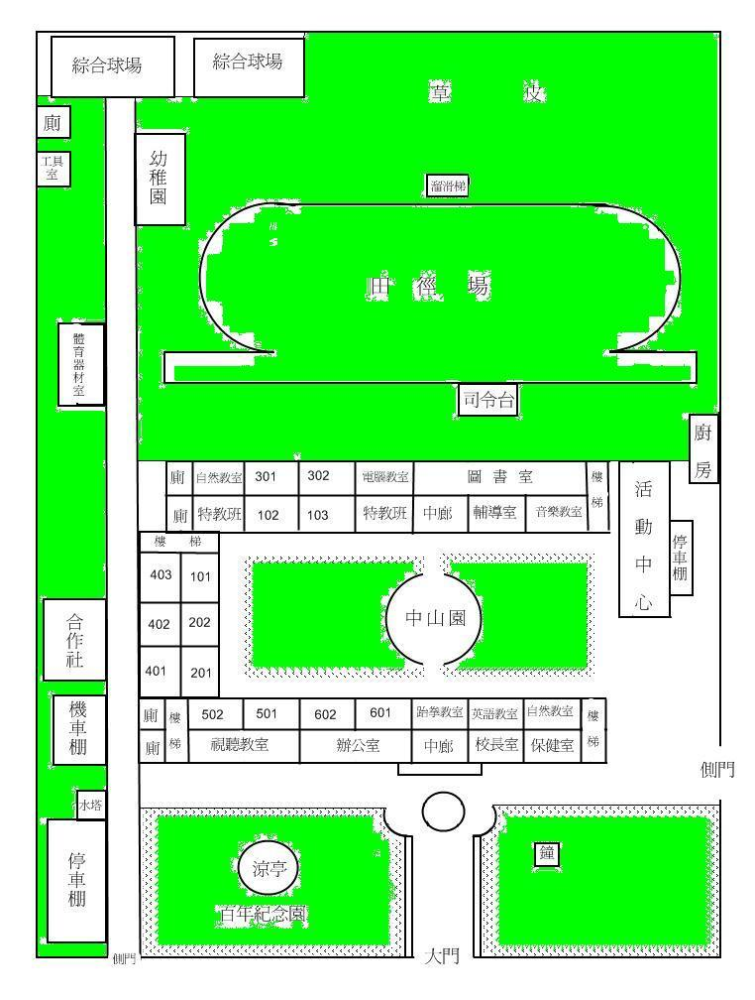 綜合球場
綜合球場
草皮
廁
工具室
幼稚園
溜滑梯
田徑場
體育器材室
司令台
廚房
廁 自然教室 301 302 電腦教室 圖書室 樓梯
廁 特教班 102 103 特教班 中廊 輔導室 音樂教室
活動中心
停車棚
樓梯
403 101
402 202
401 201
中山園
合作社
機車棚
廁 樓梯 502 501 602 601 跆拳教室 英語教室 自然教室 樓梯
廁 視聽教室 辦公室 中廊 校長室 保健室
側門
水塔
停車棚
涼亭
百年紀念園
鐘
側門
大門